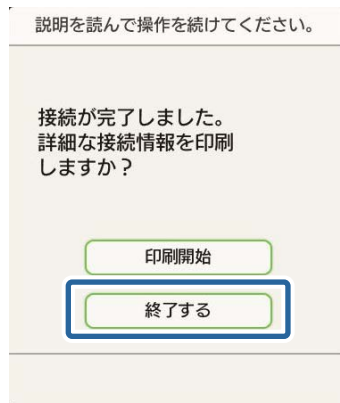 説明を読んで操作を続けてください。
接続が完了しました。
詳細な接続情報を印刷
しますか？
印刷開始
終了する